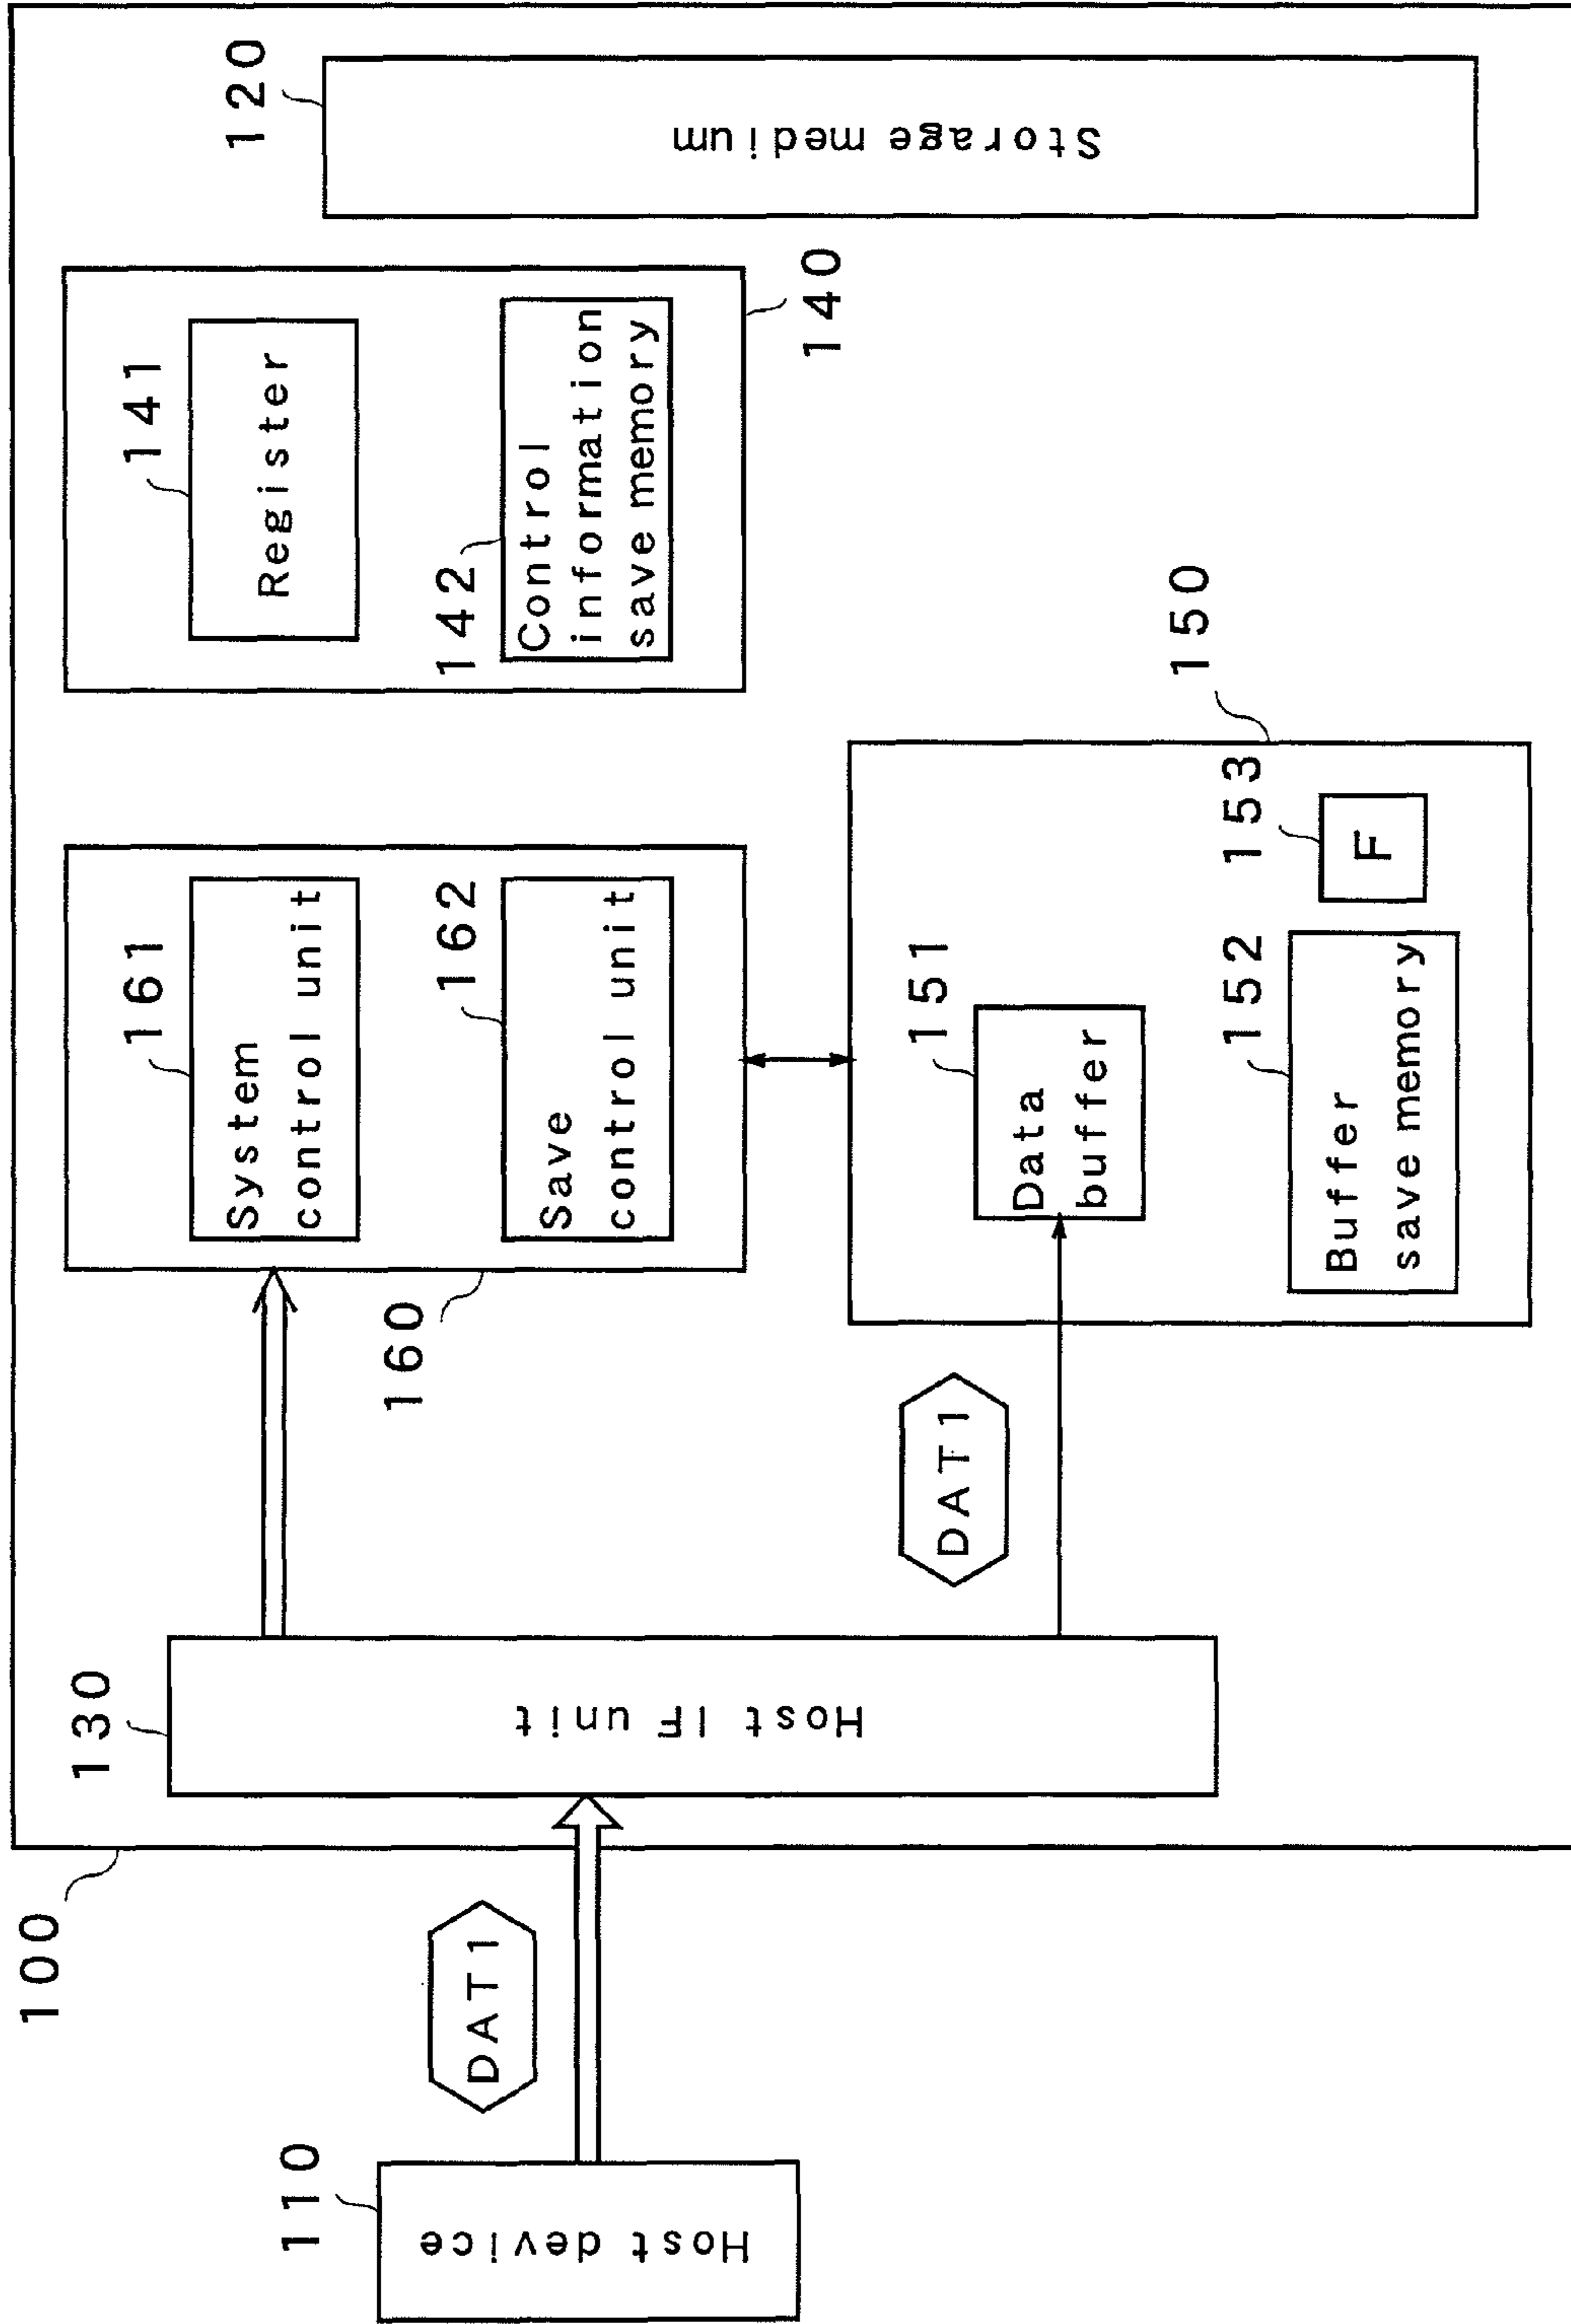 100
110
Host device
DAT1
130
Host IF unit
DAT1
160
161
System
control unit
162
Save
control unit
141
Register
142
Control
information
save memory
140
120
Storage medium
150
151
Data
buffer
152
Buffer
save memory
153
F